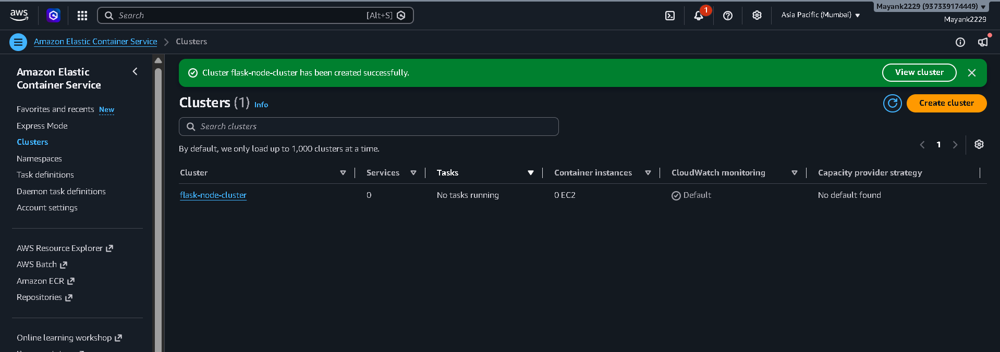 aws
Search [Alt+S]
1
Asia Pacific (Mumbai)
Mayank2229 (937339174449)
Mayank2229
Amazon Elastic Container Service
Clusters
Amazon Elastic
Container Service
Favorites and recents New
Express Mode
Clusters
Namespaces
Task definitions
Daemon task definitions
Account settings
AWS Resource Explorer
AWS Batch
Amazon ECR
Repositories
Online learning workshop
Cluster flask-node-cluster has been created successfully.
View cluster
Clusters (1) Info
Create cluster
Search clusters
By default, we only load up to 1,000 clusters at a time.
1
Cluster Services Tasks Container instances CloudWatch monitoring Capacity provider strategy
flask-node-cluster 0 No tasks running 0 EC2 Default No default found